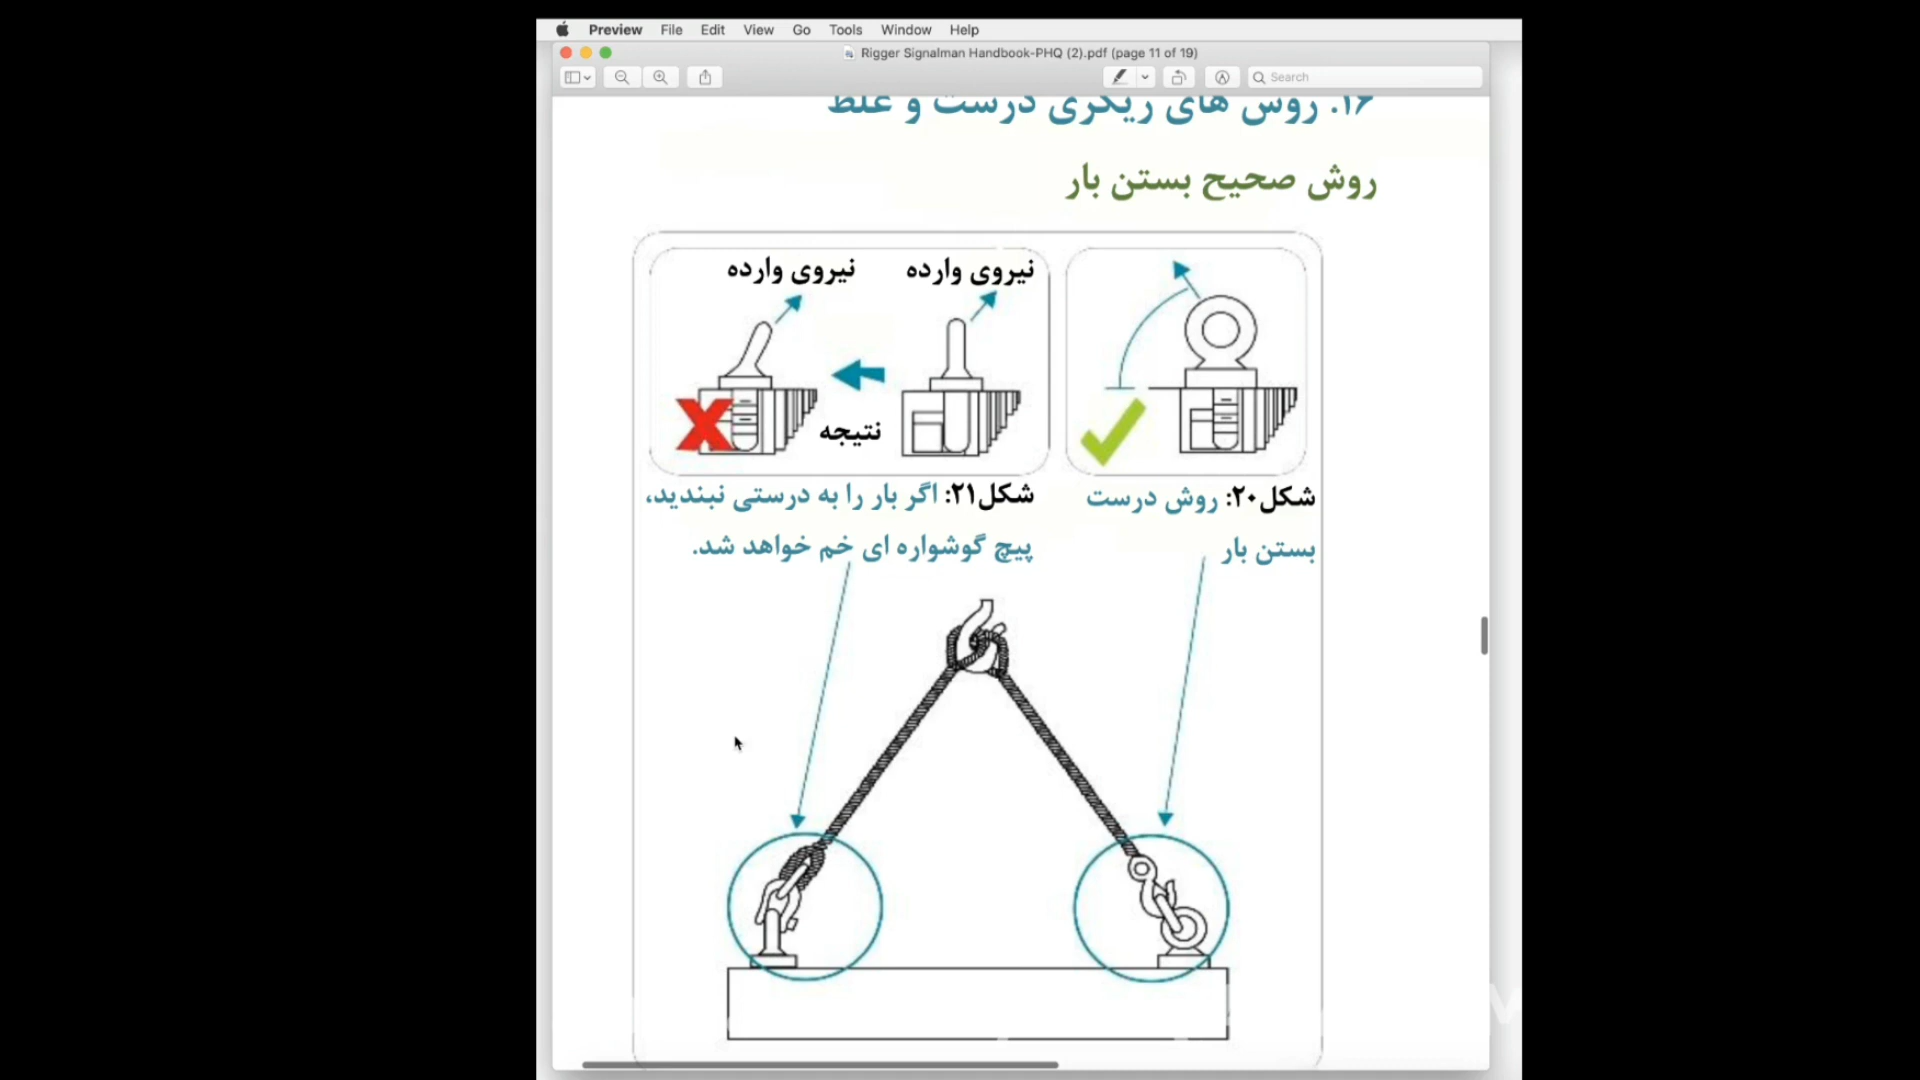 Preview File Edit View Go Tools Window Help
Rigger Signalman Handbook-PHQ (2).pdf (page 11 of 19)
Search
۱۶. روش های ریگری درست و غلط
روش صحیح بستن بار
نیروی وارده
نیروی وارده
نتیجه
شکل۲۰: روش درست
بستن بار
شکل۲۱: اگر بار را به درستی نبندید،
پیچ گوشواره ای خم خواهد شد.